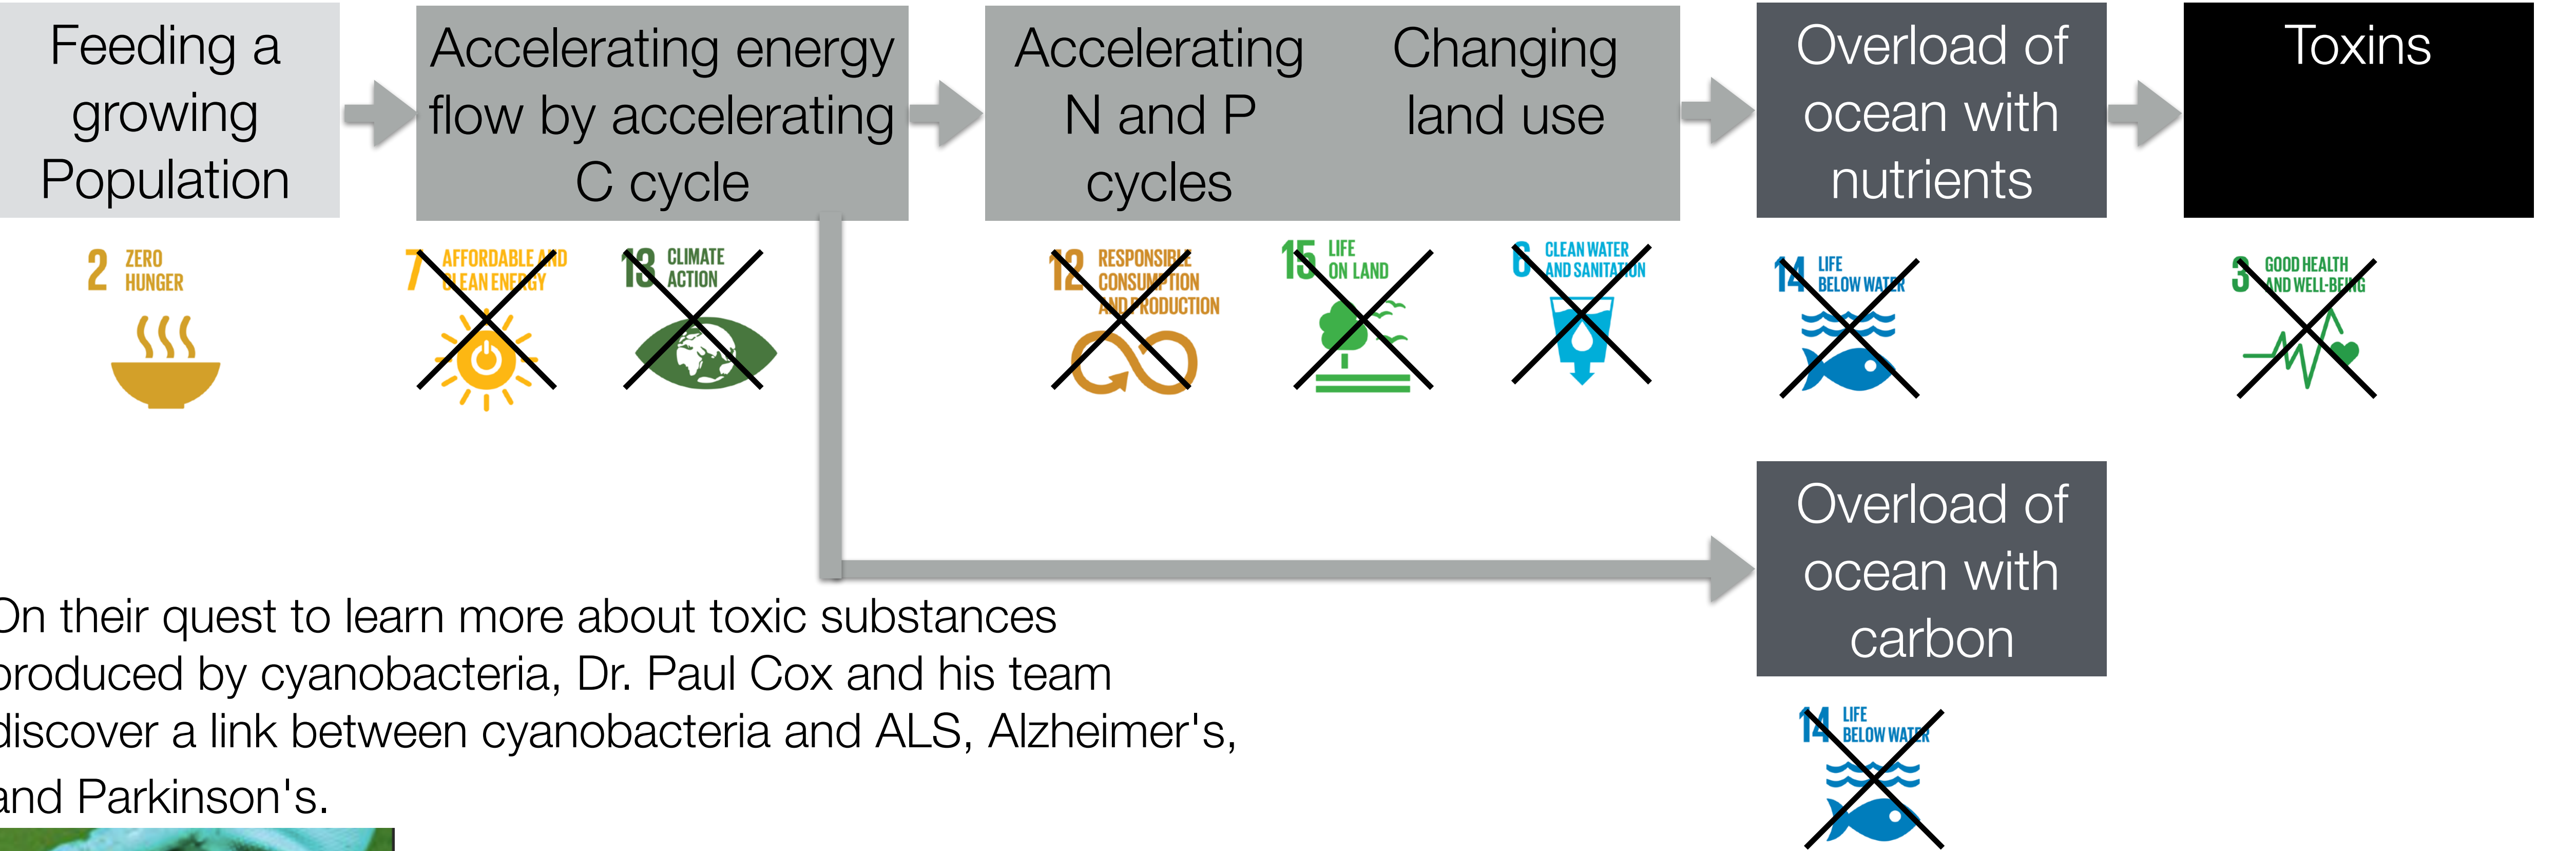 Feeding a
growing
Population
Accelerating energy
flow by accelerating
C cycle
Accelerating
N and P
cycles
Changing
land use
Overload of
ocean with
nutrients
Toxins
2 ZERO
HUNGER
7 AFFORDABLE AND
CLEAN ENERGY
13 CLIMATE
ACTION
12 RESPONSIBLE
CONSUMPTION
AND PRODUCTION
15 LIFE
ON LAND
6 CLEAN WATER
AND SANITATION
14 LIFE
BELOW WATER
3 GOOD HEALTH
AND WELL-BEING
Overload of
ocean with
carbon
14 LIFE
BELOW WATER
On their quest to learn more about toxic substances
produced by cyanobacteria, Dr. Paul Cox and his team
discover a link between cyanobacteria and ALS, Alzheimer's,
and Parkinson's.